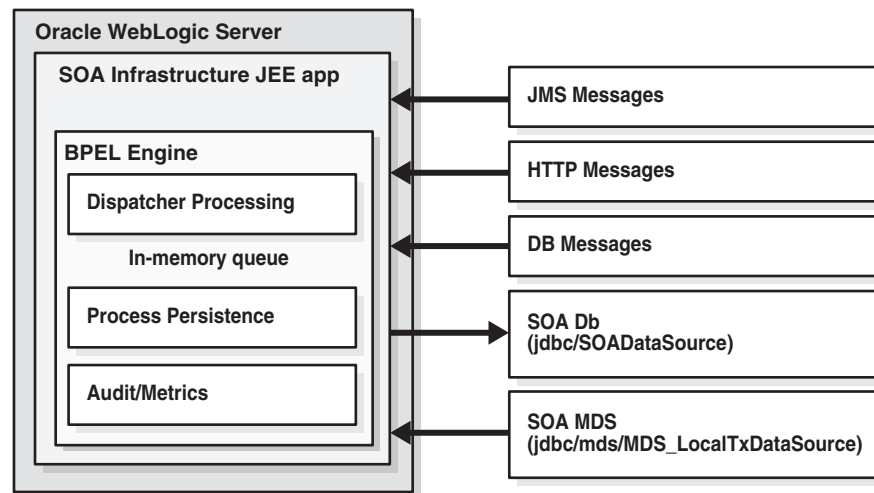 Oracle WebLogic Server
SOA Infrastructure JEE app
BPEL Engine
Dispatcher Processing
In-memory queue
Process Persistence
Audit/Metrics
JMS Messages
HTTP Messages
DB Messages
SOA Db
(jdbc/SOADataSource)
SOA MDS
(jdbc/mds/MDS_LocalTxDataSource)